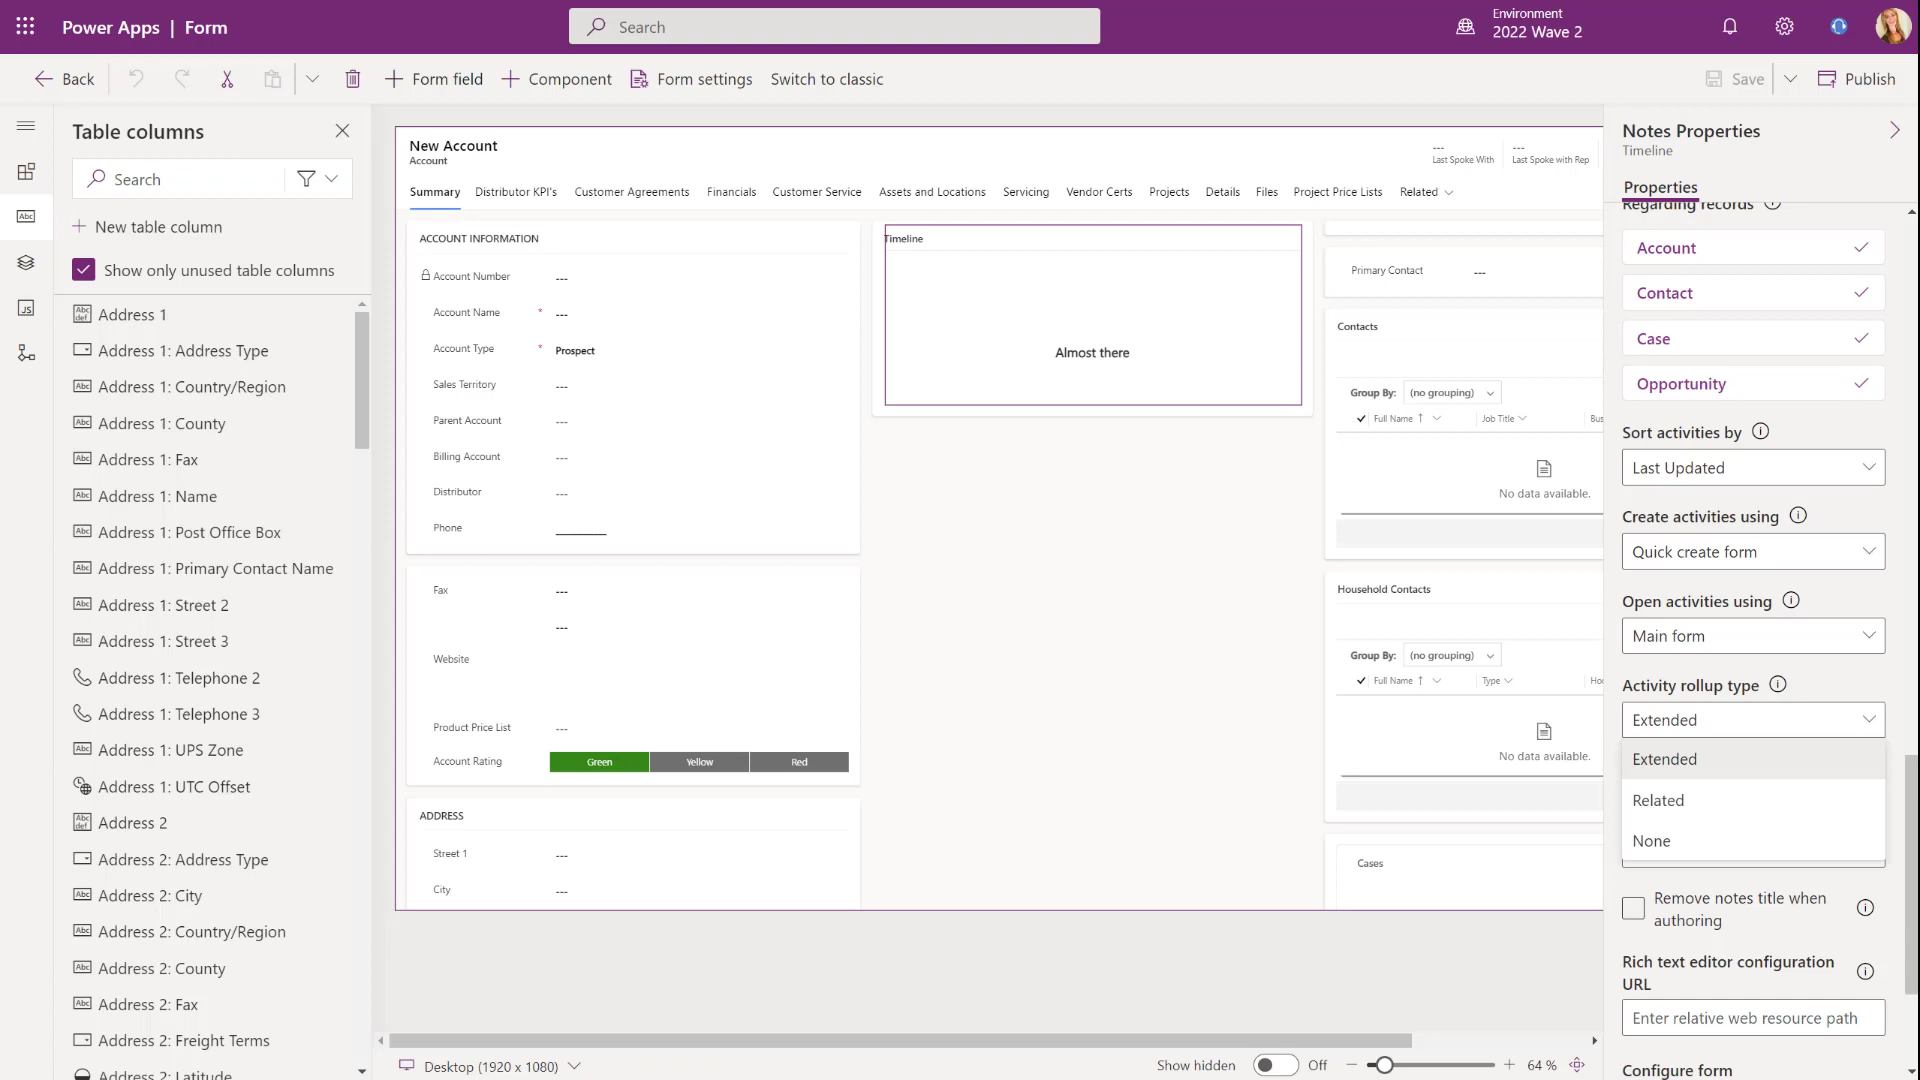 Power Apps | Form
Search
Environment
2022 Wave 2
Back
Form field
Component
Form settings
Switch to classic
Save
Publish
Table columns
Search
New table column
Show only unused table columns
Address 1
Address 1: Address Type
Address 1: Country/Region
Address 1: County
Address 1: Fax
Address 1: Name
Address 1: Post Office Box
Address 1: Primary Contact Name
Address 1: Street 2
Address 1: Street 3
Address 1: Telephone 2
Address 1: Telephone 3
Address 1: UPS Zone
Address 1: UTC Offset
Address 2
Address 2: Address Type
Address 2: City
Address 2: Country/Region
Address 2: County
Address 2: Fax
Address 2: Freight Terms
Address 2: Latitude
New Account
Account
---
Last Spoke With
---
Last Spoke with Rep
Summary Distributor KPI's Customer Agreements Financials Customer Service Assets and Locations Servicing Vendor Certs Projects Details Files Project Price Lists Related
ACCOUNT INFORMATION
Account Number ---
Account Name * ---
Account Type * Prospect
Sales Territory ---
Parent Account ---
Billing Account ---
Distributor ---
Phone
Fax ---
---
Website
Product Price List ---
Account Rating Green Yellow Red
ADDRESS
Street 1 ---
City ---
Timeline
Almost there
Primary Contact ---
Contacts
Group By: (no grouping)
Full Name ↑ Job Title Bus
No data available.
Household Contacts
Group By: (no grouping)
Full Name ↑ Type Ho
No data available.
Cases
Desktop (1920 x 1080)
Show hidden Off
64 %
Notes Properties
Timeline
Properties
Regarding records
Account
Contact
Case
Opportunity
Sort activities by
Last Updated
Create activities using
Quick create form
Open activities using
Main form
Activity rollup type
Extended
Extended
Related
None
Remove notes title when
authoring
Rich text editor configuration
URL
Enter relative web resource path
Configure form